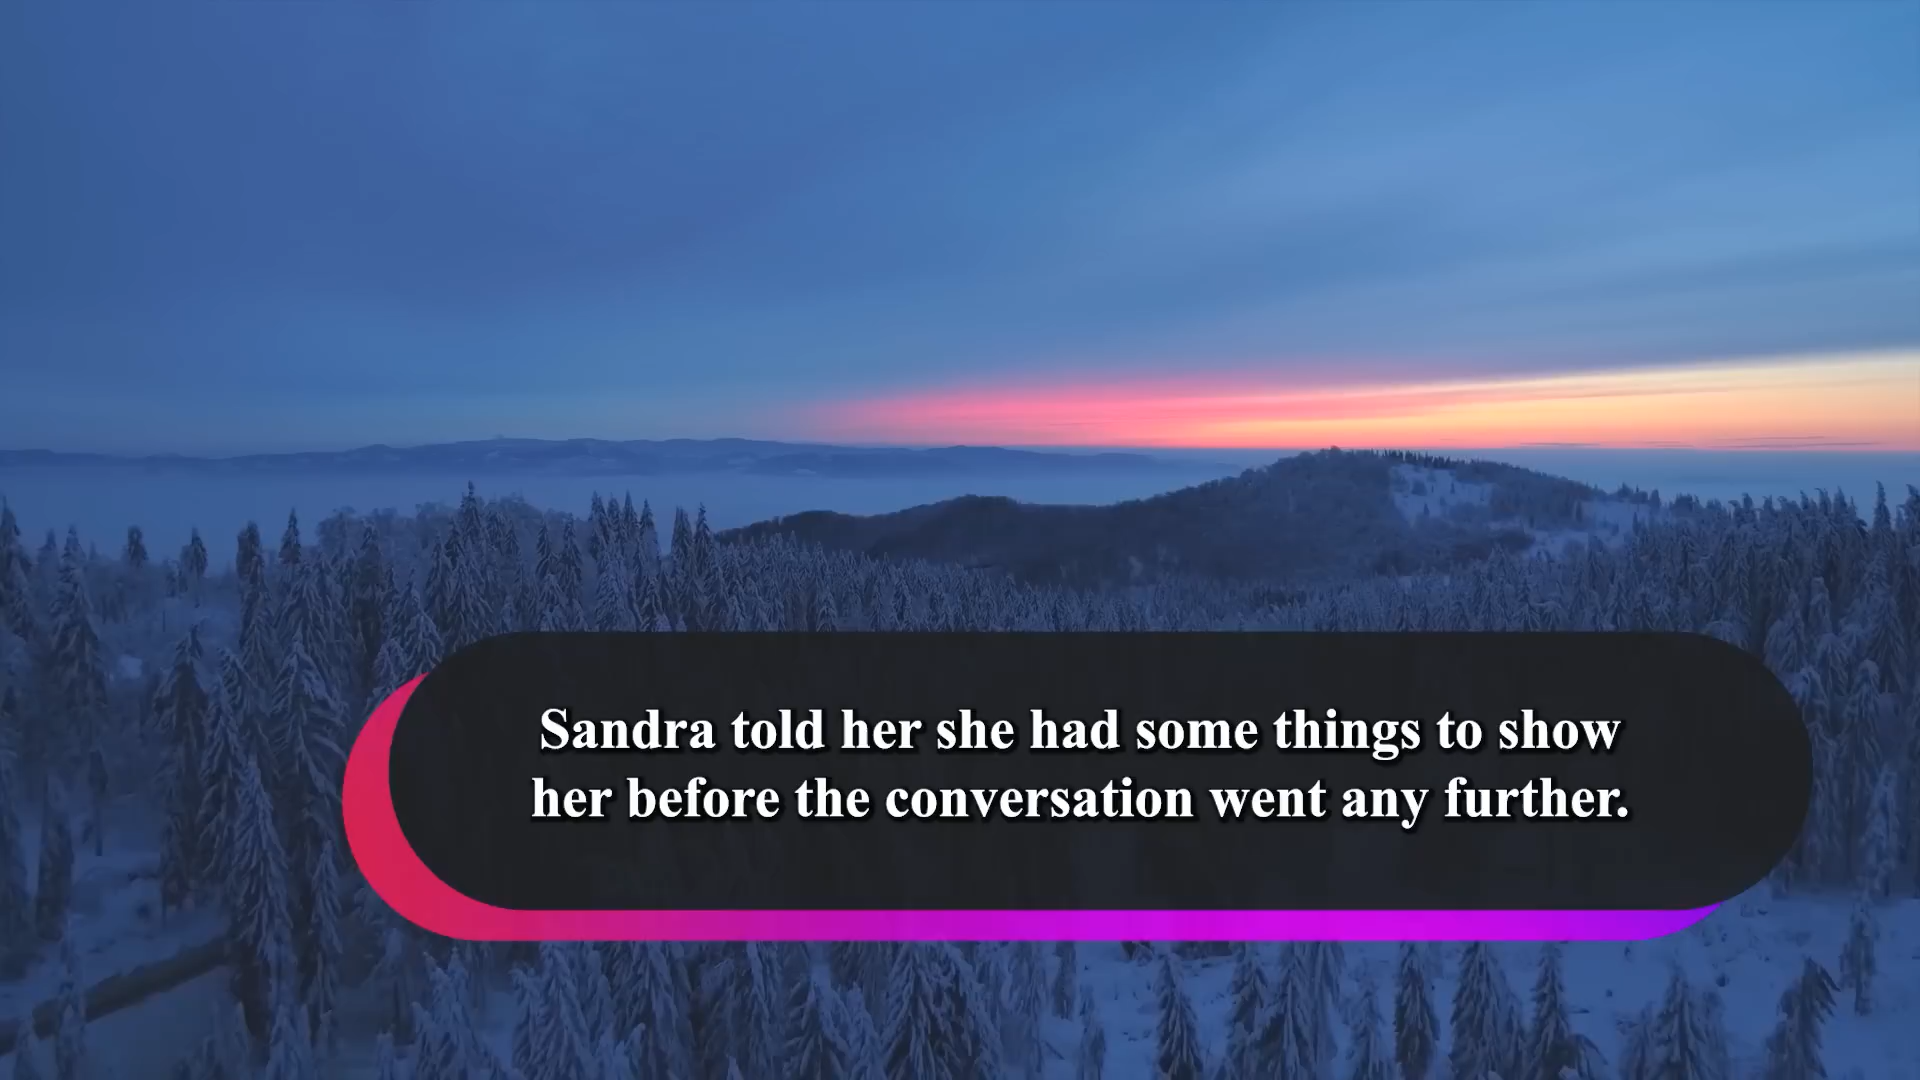 Sandra told her she had some things to show
her before the conversation went any further.